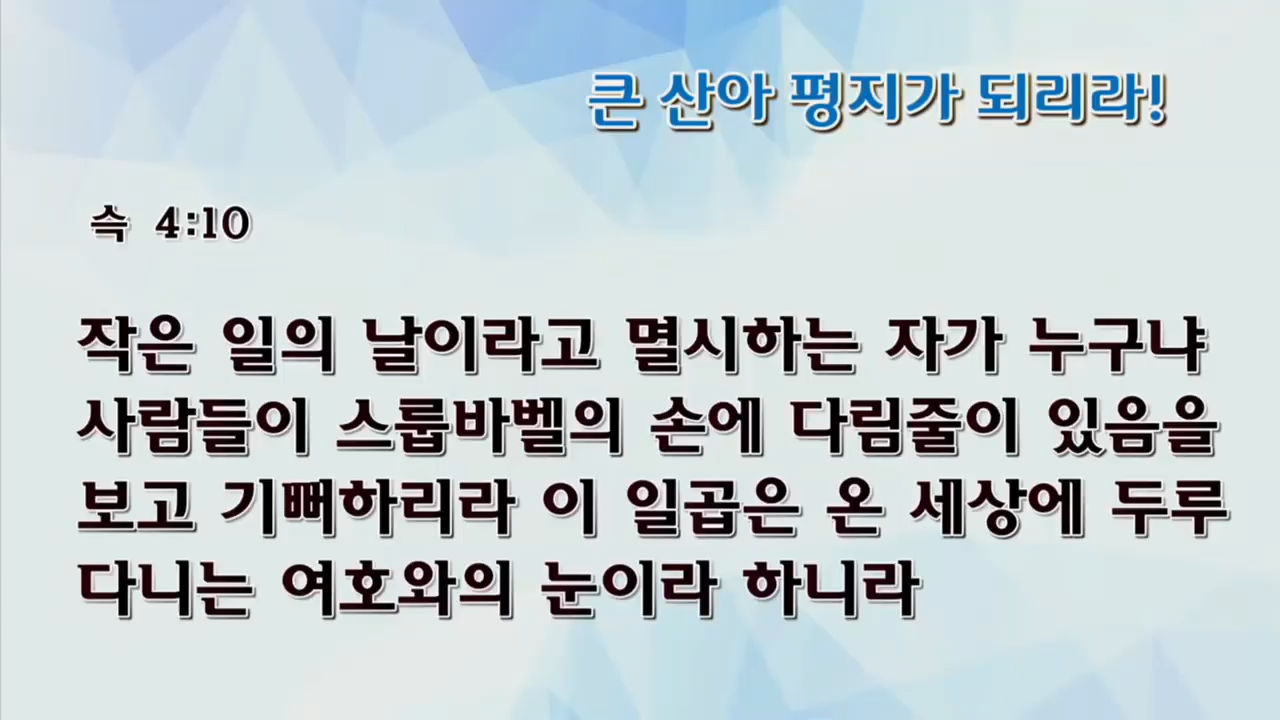 큰 산아 평지가 되리라!
슥 4:10
작은 일의 날이라고 멸시하는 자가 누구냐
사람들이 스룹바벨의 손에 다림줄이 있음을
보고 기뻐하리라 이 일곱은 온 세상에 두루
다니는 여호와의 눈이라 하니라